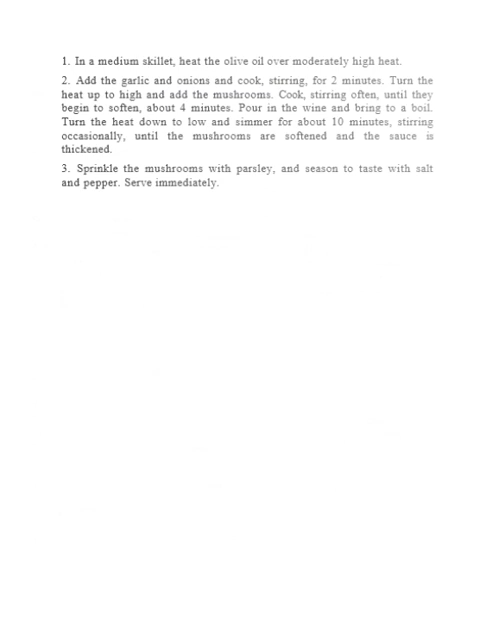 1. In a medium skillet, heat the olive oil over moderately high heat.
2. Add the garlic and onions and cook, stirring, for 2 minutes. Turn the
heat up to high and add the mushrooms. Cook, stirring often, until they
begin to soften, about 4 minutes. Pour in the wine and bring to a boil.
Turn the heat down to low and simmer for about 10 minutes, stirring
occasionally, until the mushrooms are softened and the sauce is
thickened.
3. Sprinkle the mushrooms with parsley, and season to taste with salt
and pepper. Serve immediately.